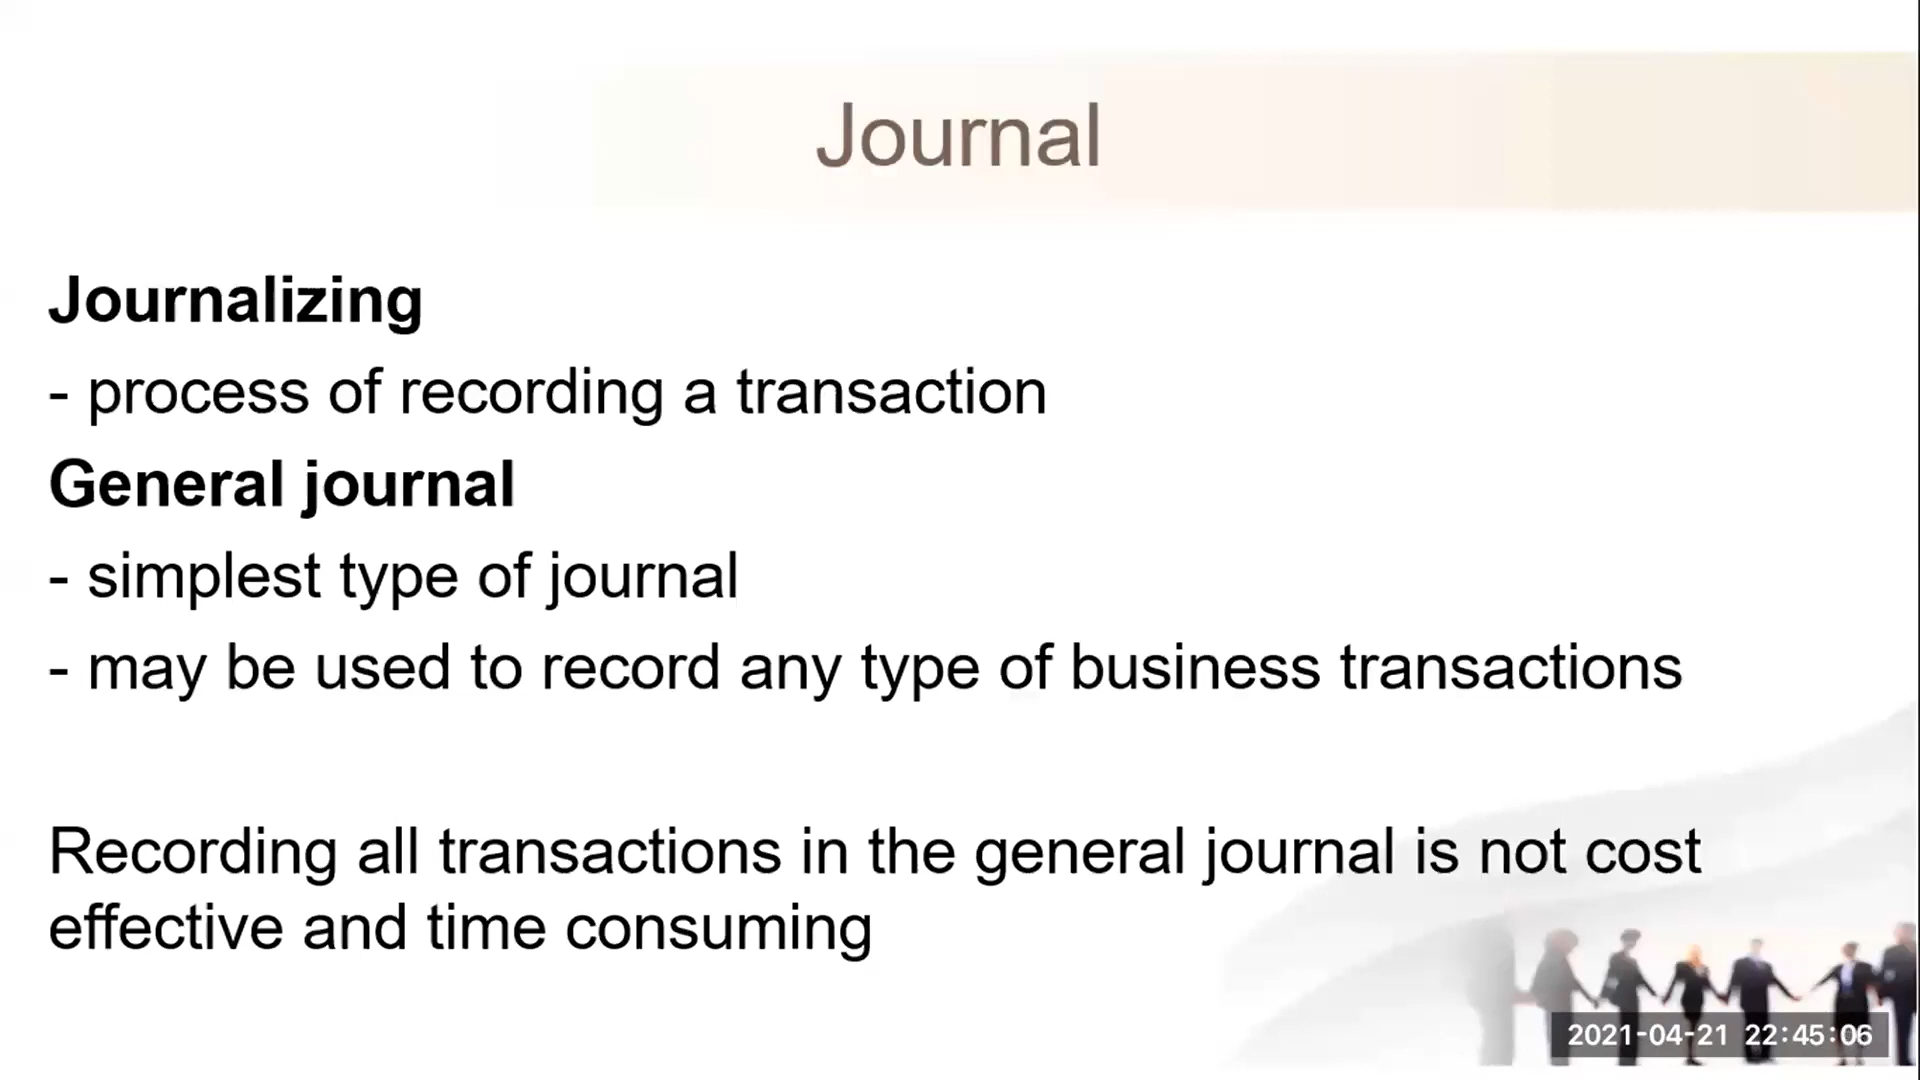 Journal
Journalizing
- process of recording a transaction
General journal
- simplest type of journal
- may be used to record any type of business transactions
Recording all transactions in the general journal is not cost
effective and time consuming
2021-04-21 22:45:06